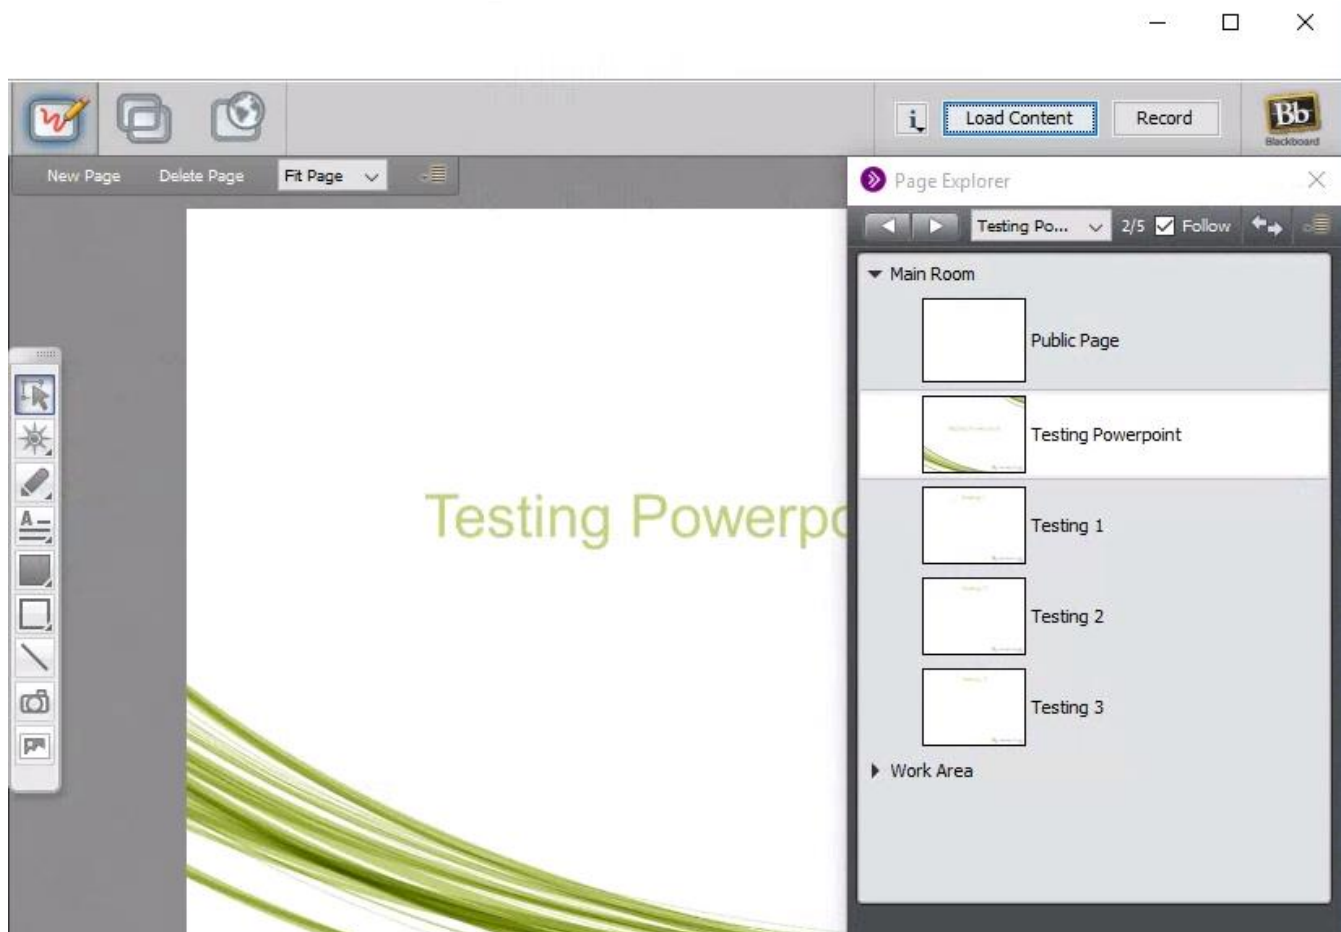 Load Content
Record
Bb
Blackboard
New Page
Delete Page
Fit Page
Page Explorer
Testing Po...
2/5
Follow
Main Room
Public Page
Testing Powerpoint
Testing 1
Testing 2
Testing 3
Work Area
Testing Powerpo